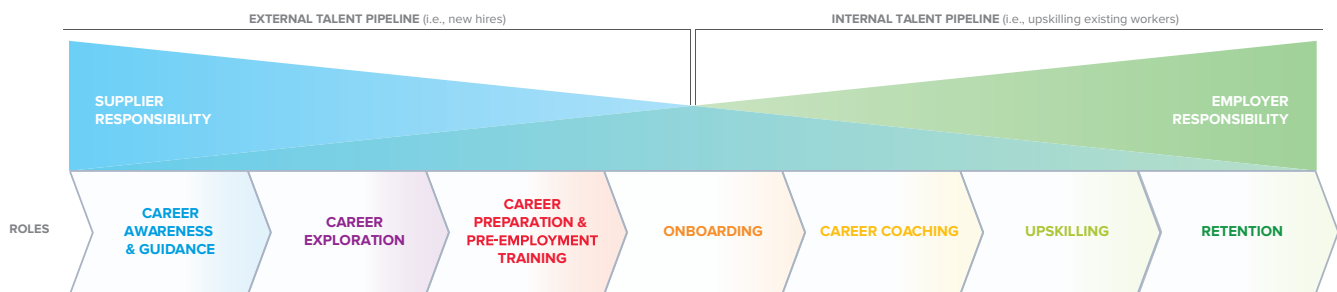 EXTERNAL TALENT PIPELINE (i.e., new hires)
INTERNAL TALENT PIPELINE (i.e., upskilling existing workers)
SUPPLIER
RESPONSIBILITY
EMPLOYER
RESPONSIBILITY
ROLES
CAREER
AWARENESS
& GUIDANCE
CAREER
EXPLORATION
CAREER
PREPARATION &
PRE-EMPLOYMENT
TRAINING
ONBOARDING
CAREER COACHING
UPSKILLING
RETENTION